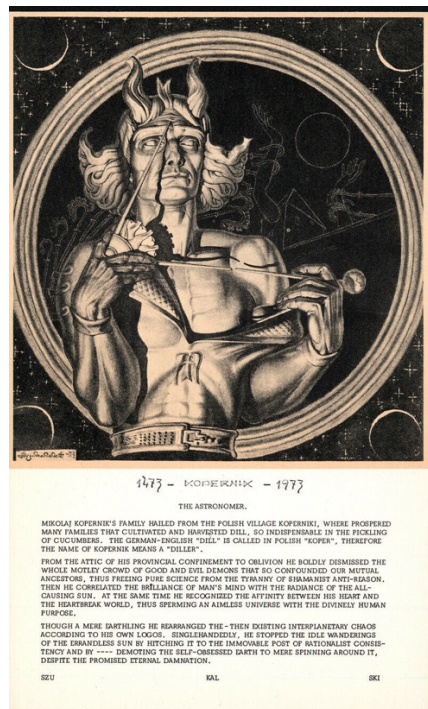 1473 - KOPERNIK - 1973
THE ASTRONOMER.
MIKOLAJ KOPERNIK'S FAMILY HAILED FROM THE POLISH VILLAGE KOPERNIKI, WHERE PROSPERED
MANY FAMILIES THAT CULTIVATED AND HARVESTED DILL, SO INDISPENSABLE IN THE PICKLING
OF CUCUMBERS. THE GERMAN-ENGLISH "DILL" IS CALLED IN POLISH "KOPER", THEREFORE
THE NAME OF KOPERNIK MEANS A "DILLER".
FROM THE ATTIC OF HIS PROVINCIAL CONFINEMENT TO OBLIVION HE BOLDLY DISMISSED THE
WHOLE MOTLEY CROWD OF GOOD AND EVIL DEMONS THAT SO CONFOUNDED OUR MUTUAL
ANCESTORS, THUS FREEING PURE SCIENCE FROM THE TYRANNY OF SHAMANIST ANTI-REASON.
THEN HE CORRELATED THE BRILLIANCE OF MAN'S MIND WITH THE RADIANCE OF THE ALL-
CAUSING SUN. AT THE SAME TIME HE RECOGNIZED THE AFFINITY BETWEEN HIS HEART AND
THE HEARTBREAK WORLD, THUS SPERMING AN AIMLESS UNIVERSE WITH THE DIVINELY HUMAN
PURPOSE.
THOUGH A MERE EARTHLING HE REARRANGED THE - THEN EXISTING INTERPLANETARY CHAOS
ACCORDING TO HIS OWN LOGOS. SINGLEHANDEDLY, HE STOPPED THE IDLE WANDERINGS
OF THE ERRANDLESS SUN BY HITCHING IT TO THE IMMOVABLE POST OF RATIONALIST CONSIS-
TENCY AND BY ---- DEMOTING THE SELF-OBSESSED EARTH TO MERE SPINNING AROUND IT,
DESPITE THE PROMISED ETERNAL DAMNATION.
SZU KAL SKI